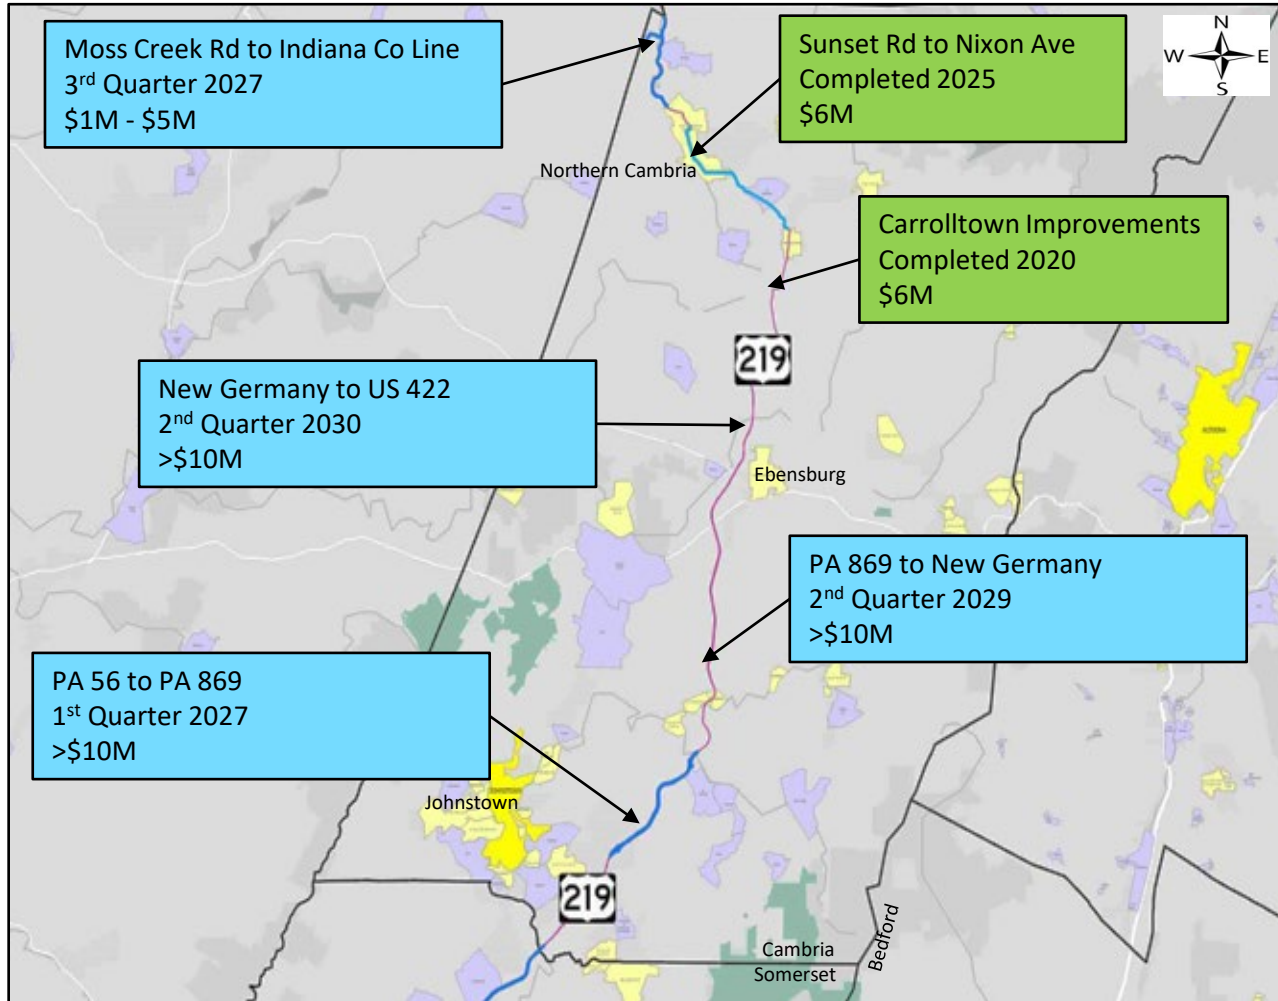 Moss Creek Rd to Indiana Co Line
3rd Quarter 2027
$1M - $5M
Sunset Rd to Nixon Ave
Completed 2025
$6M
N
W E
S
Northern Cambria
Carrolltown Improvements
Completed 2020
$6M
219
New Germany to US 422
2nd Quarter 2030
>$10M
Ebensburg
PA 869 to New Germany
2nd Quarter 2029
>$10M
PA 56 to PA 869
1st Quarter 2027
>$10M
Johnstown
219
Cambria
Somerset
Bedford